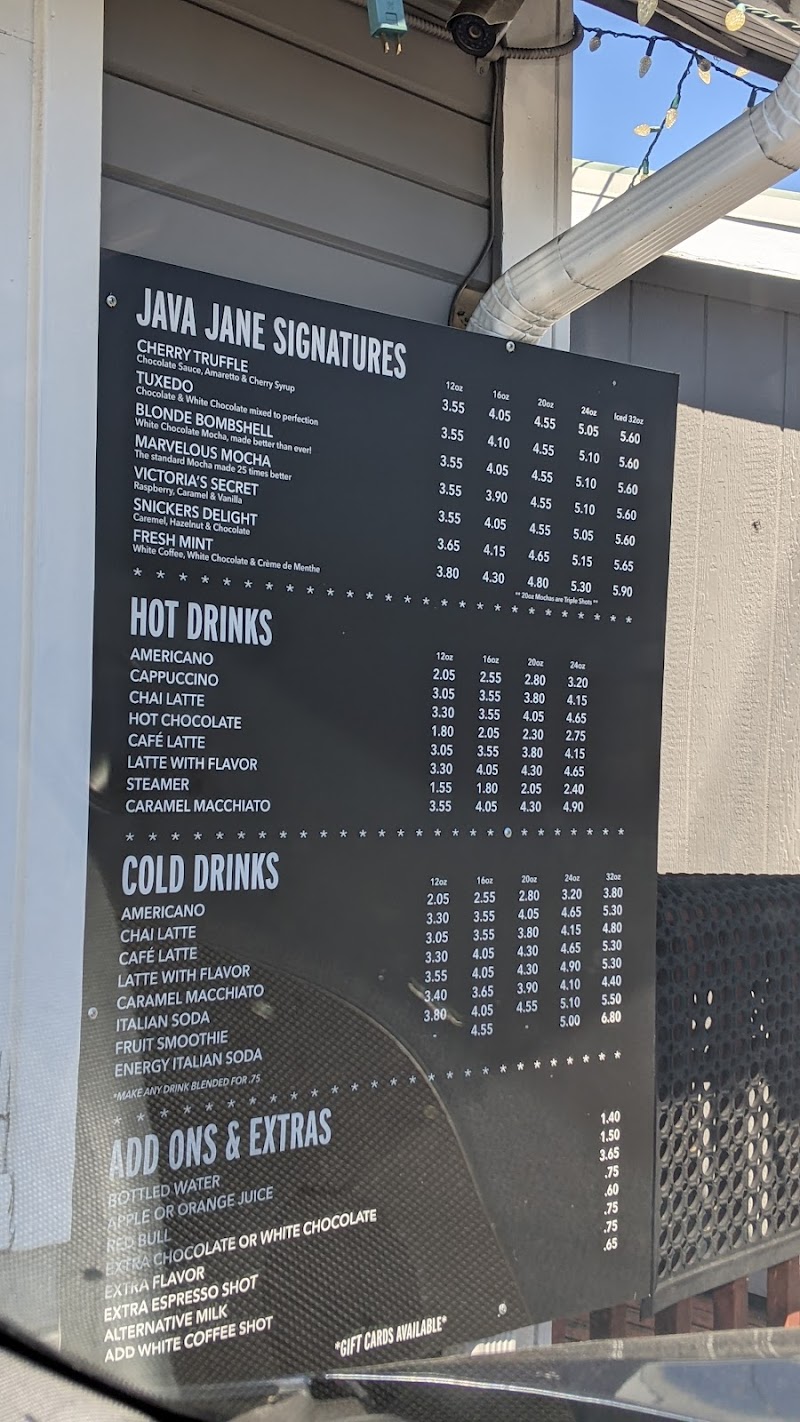 JAVA JANE SIGNATURES
12oz 16oz 20oz 24oz Iced 32oz
CHERRY TRUFFLE 3.55 4.05 4.55 5.05 5.60
Chocolate Sauce, Amaretto & Cherry Syrup
TUXEDO 3.55 4.10 4.55 5.10 5.60
Chocolate & White Chocolate mixed to perfection
BLONDE BOMBSHELL 3.55 4.05 4.55 5.10 5.60
White Chocolate Mocha, made better than ever!
MARVELOUS MOCHA 3.55 3.90 4.55 5.10 5.60
The standard Mocha made 25 times better
VICTORIA'S SECRET 3.55 4.05 4.55 5.05 5.60
Raspberry, Caramel & Vanilla
SNICKERS DELIGHT 3.65 4.15 4.65 5.15 5.65
Caremel, Hazelnut & Chocolate
FRESH MINT 3.80 4.30 4.80 5.30 5.90
White Coffee, White Chocolate & Crème de Menthe
** 20oz Mochas are Triple Shots **
HOT DRINKS
12oz 16oz 20oz 24oz
AMERICANO 2.05 2.55 2.80 3.20
CAPPUCCINO 3.05 3.55 3.80 4.15
CHAI LATTE 3.30 3.55 4.05 4.65
HOT CHOCOLATE 1.80 2.05 2.30 2.75
CAFÉ LATTE 3.05 3.55 3.80 4.15
LATTE WITH FLAVOR 3.30 4.05 4.30 4.65
STEAMER 1.55 1.80 2.05 2.40
CARAMEL MACCHIATO 3.55 4.05 4.30 4.90
COLD DRINKS
12oz 16oz 20oz 24oz 32oz
AMERICANO 2.05 2.55 2.80 3.20 3.80
CHAI LATTE 3.30 3.55 4.05 4.65 5.30
CAFÉ LATTE 3.05 3.55 3.80 4.15 4.80
LATTE WITH FLAVOR 3.30 4.05 4.30 4.65 5.30
CARAMEL MACCHIATO 3.55 4.05 4.30 4.90 5.30
ITALIAN SODA 3.40 3.65 3.90 4.10 4.40
FRUIT SMOOTHIE 3.80 4.05 4.55 5.10 5.50
ENERGY ITALIAN SODA - 4.55 5.00 6.80
*MAKE ANY DRINK BLENDED FOR .75
ADD ONS & EXTRAS
BOTTLED WATER 1.40
APPLE OR ORANGE JUICE 1.50
RED BULL 3.65
EXTRA CHOCOLATE OR WHITE CHOCOLATE .75
EXTRA FLAVOR .60
EXTRA ESPRESSO SHOT .75
ALTERNATIVE MILK .75
ADD WHITE COFFEE SHOT .65
*GIFT CARDS AVAILABLE*